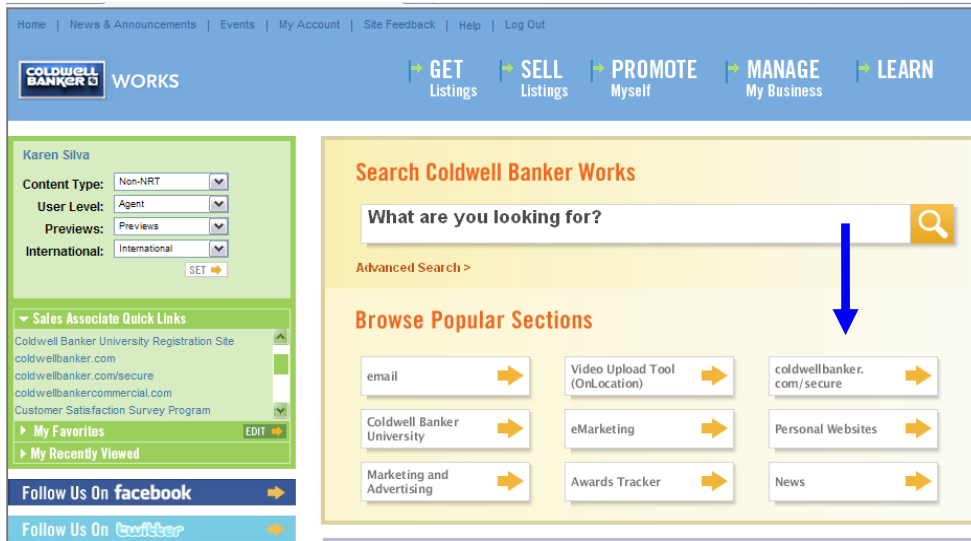 Home | News & Announcements | Events | My Account | Site Feedback | Help | Log Out
COLDWELL BANKER WORKS
GET Listings
SELL Listings
PROMOTE Myself
MANAGE My Business
LEARN
Karen Silva
Content Type: Non-NRT
User Level: Agent
Previews: Previews
International: International
SET
Sales Associate Quick Links
Coldwell Banker University Registration Site
coldwellbanker.com
coldwellbanker.com/secure
coldwellbankercommercial.com
Customer Satisfaction Survey Program
My Favorites EDIT
My Recently Viewed
Follow Us On facebook
Follow Us On twitter
Search Coldwell Banker Works
What are you looking for?
Advanced Search >
Browse Popular Sections
email
Video Upload Tool
(OnLocation)
coldwellbanker.
com/secure
Coldwell Banker
University
eMarketing
Personal Websites
Marketing and
Advertising
Awards Tracker
News